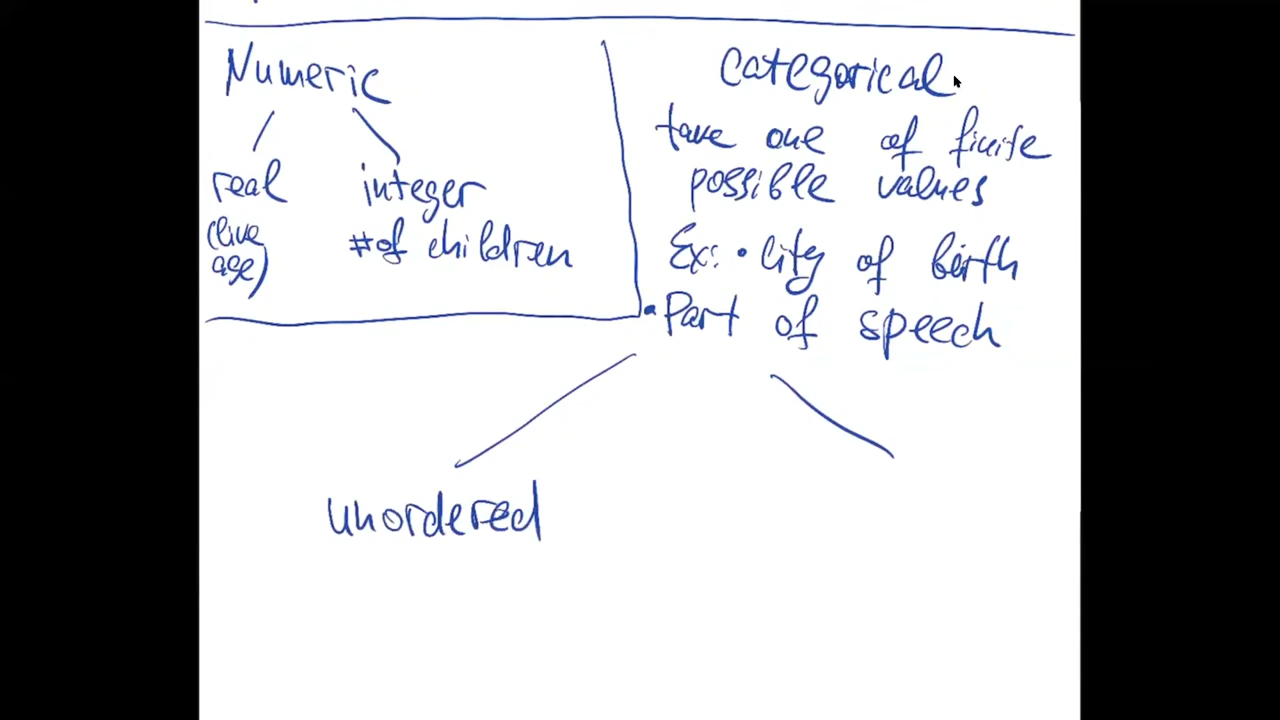 Numeric
real integer
(live # of children
age)
Categorical
take one of finite
possible values
Ex: • City of birth
• Part of speech
unordered